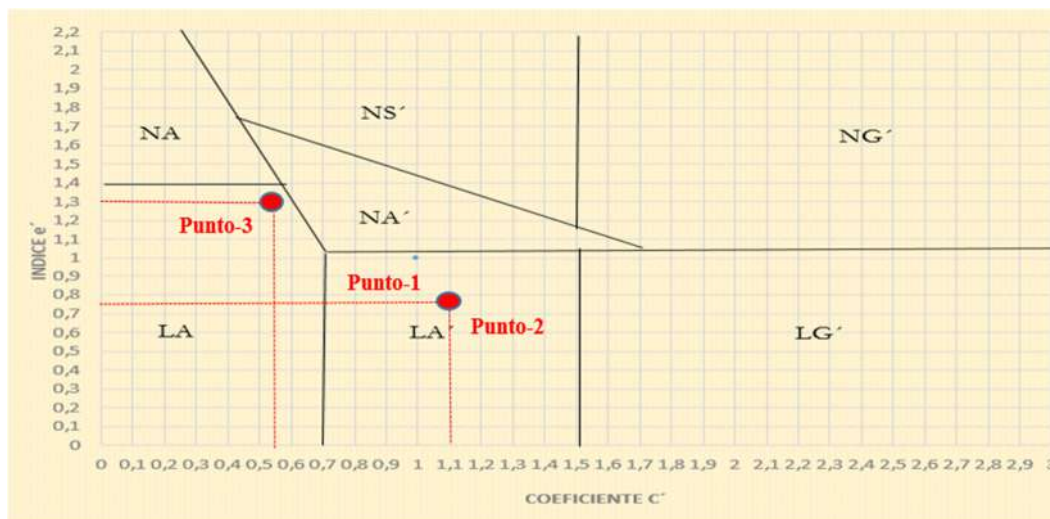 2,2
2,1
2
1,9
1,8
1,7
1,6
1,5
1,4
1,3
1,2
1,1
1
0,9
0,8
0,7
0,6
0,5
0,4
0,3
0,2
0,1
0
INDICE e´
NS´
NA
NG´
NA´
Punto-3
Punto-1
Punto-2
LA
LA´
LG´
0 0,1 0,2 0,3 0,4 0,5 0,6 0,7 0,8 0,9 1 1,1 1,2 1,3 1,4 1,5 1,6 1,7 1,8 1,9 2 2,1 2,2 2,3 2,4 2,5 2,6 2,7 2,8 2,9
COEFICIENTE C´